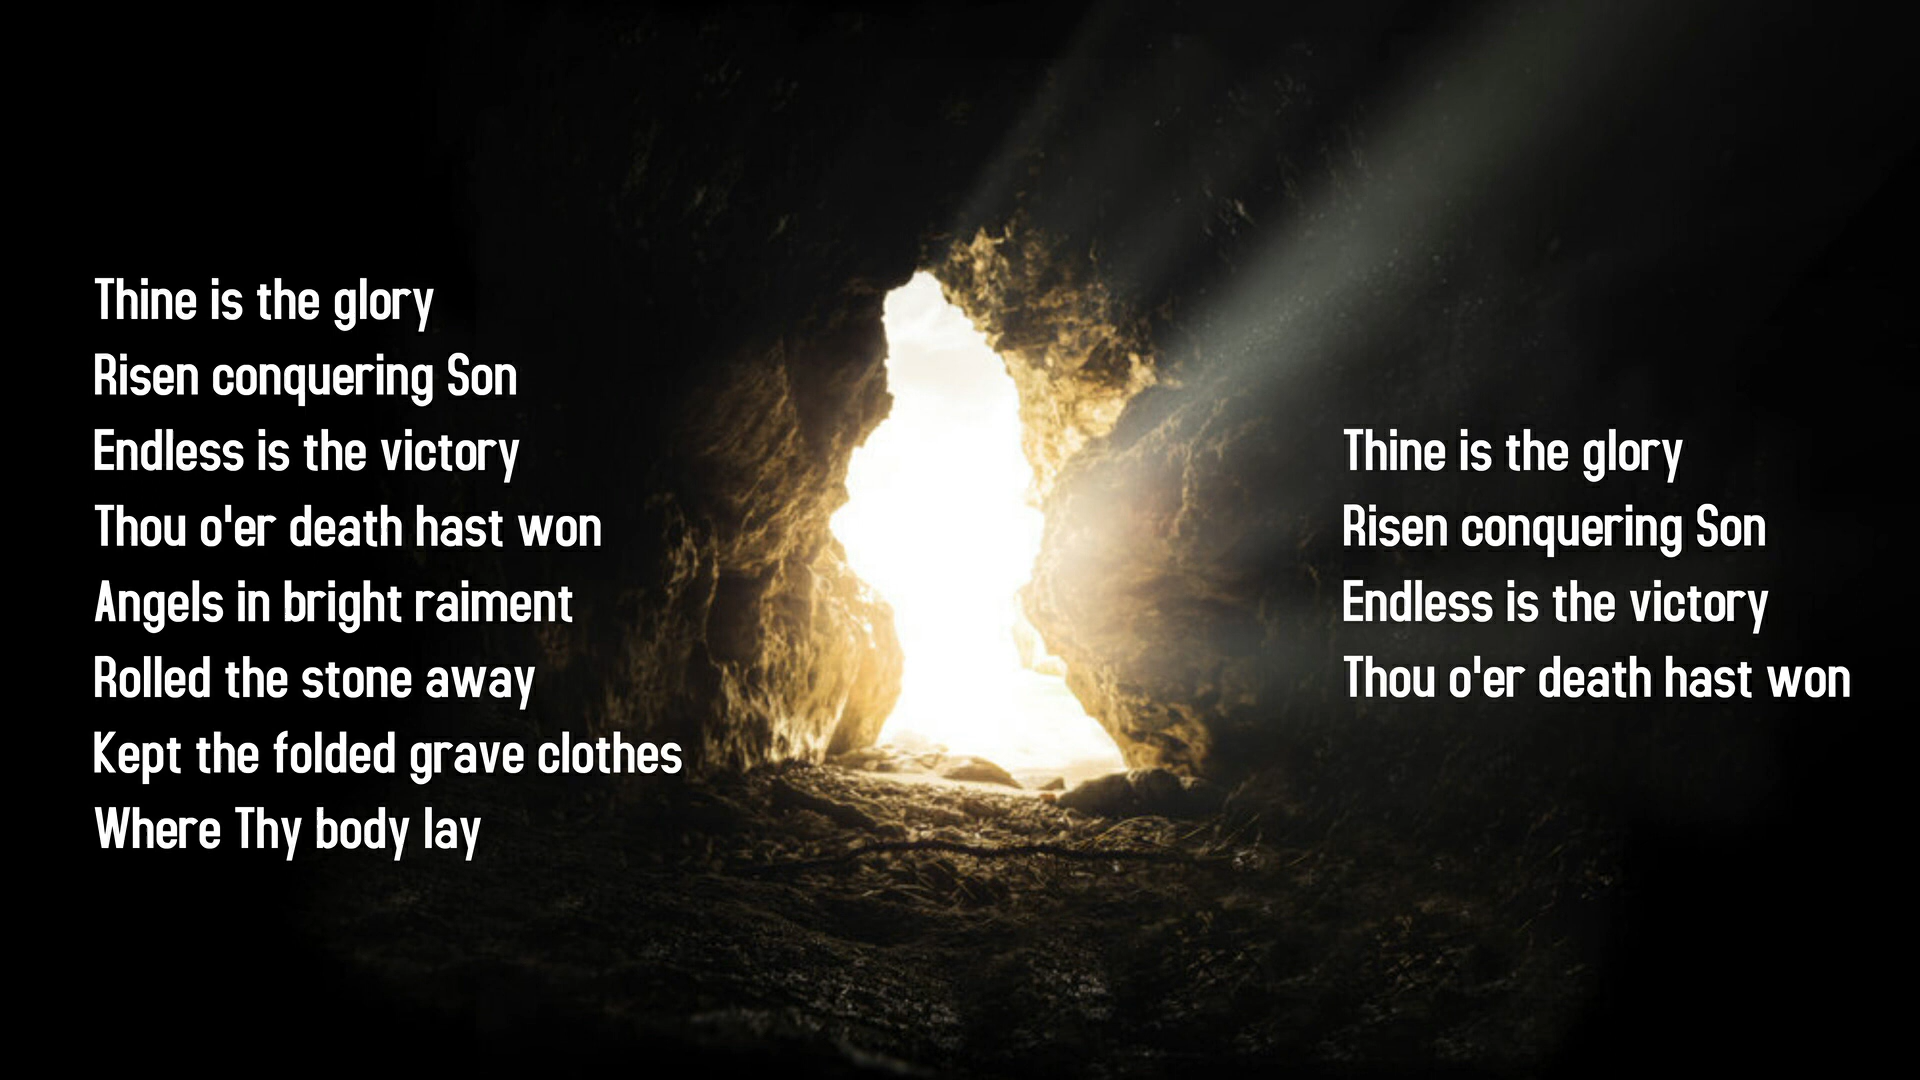 Thine is the glory
Risen conquering Son
Endless is the victory
Thou o'er death hast won
Angels in bright raiment
Rolled the stone away
Kept the folded grave clothes
Where Thy body lay
Thine is the glory
Risen conquering Son
Endless is the victory
Thou o'er death hast won